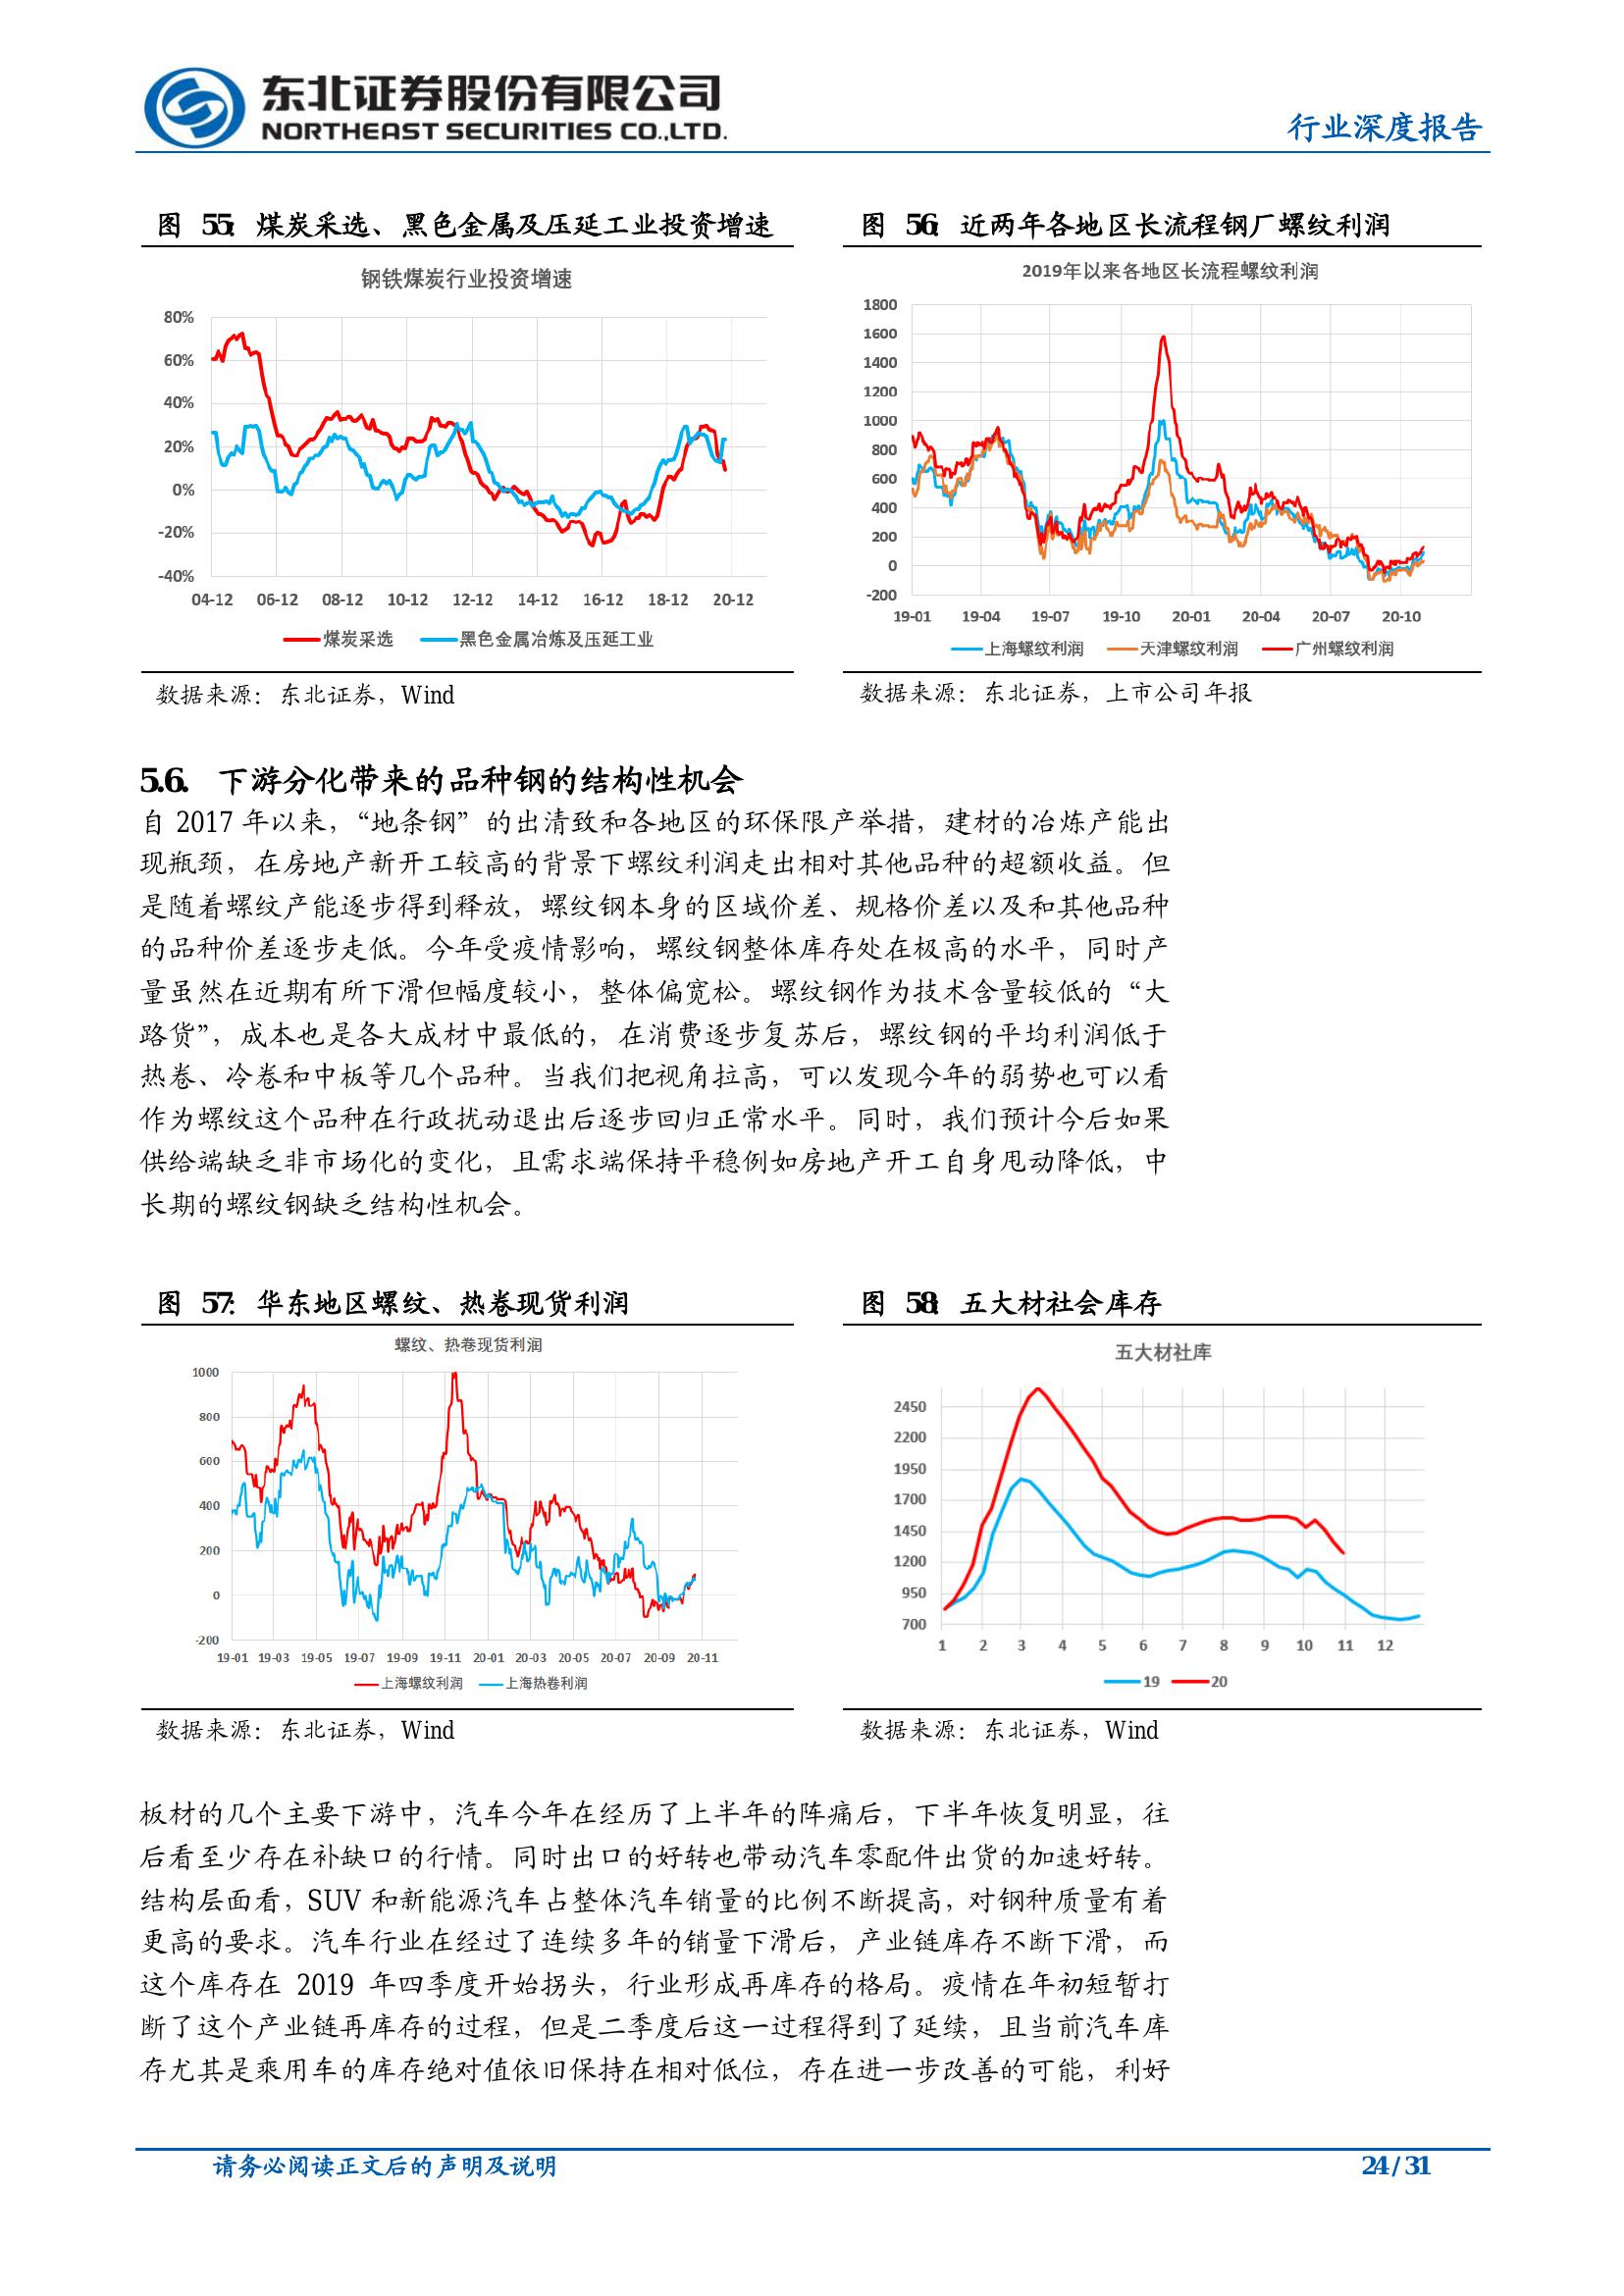 东北证券股份有限公司
NORTHEAST SECURITIES CO.,LTD.
行业深度报告
图 55：煤炭采选、黑色金属及压延工业投资增速
钢铁煤炭行业投资增速
80%
60%
40%
20%
0%
-20%
-40%
04-12 06-12 08-12 10-12 12-12 14-12 16-12 18-12 20-12
煤炭采选 黑色金属冶炼及压延工业
数据来源：东北证券，Wind
图 56：近两年各地区长流程钢厂螺纹利润
2019年以来各地区长流程螺纹利润
1800
1600
1400
1200
1000
800
600
400
200
0
-200
19-01 19-04 19-07 19-10 20-01 20-04 20-07 20-10
上海螺纹利润 天津螺纹利润 广州螺纹利润
数据来源：东北证券，上市公司年报
5.6. 下游分化带来的品种钢的结构性机会
自 2017 年以来，“地条钢”的出清致和各地区的环保限产举措，建材的冶炼产能出
现瓶颈，在房地产新开工较高的背景下螺纹利润走出相对其他品种的超额收益。但
是随着螺纹产能逐步得到释放，螺纹钢本身的区域价差、规格价差以及和其他品种
的品种价差逐步走低。今年受疫情影响，螺纹钢整体库存处在极高的水平，同时产
量虽然在近期有所下滑但幅度较小，整体偏宽松。螺纹钢作为技术含量较低的“大
路货”，成本也是各大成材中最低的，在消费逐步复苏后，螺纹钢的平均利润低于
热卷、冷卷和中板等几个品种。当我们把视角拉高，可以发现今年的弱势也可以看
作为螺纹这个品种在行政扰动退出后逐步回归正常水平。同时，我们预计今后如果
供给端缺乏非市场化的变化，且需求端保持平稳例如房地产开工自身甩动降低，中
长期的螺纹钢缺乏结构性机会。
图 57：华东地区螺纹、热卷现货利润
螺纹、热卷现货利润
1000
800
600
400
200
0
-200
19-01 19-03 19-05 19-07 19-09 19-11 20-01 20-03 20-05 20-07 20-09 20-11
上海螺纹利润 上海热卷利润
数据来源：东北证券，Wind
图 58：五大材社会库存
五大材社库
2450
2200
1950
1700
1450
1200
950
700
1 2 3 4 5 6 7 8 9 10 11 12
19 20
数据来源：东北证券，Wind
板材的几个主要下游中，汽车今年在经历了上半年的阵痛后，下半年恢复明显，往
后看至少存在补缺口的行情。同时出口的好转也带动汽车零配件出货的加速好转。
结构层面看，SUV 和新能源汽车占整体汽车销量的比例不断提高，对钢种质量有着
更高的要求。汽车行业在经过了连续多年的销量下滑后，产业链库存不断下滑，而
这个库存在 2019 年四季度开始拐头，行业形成再库存的格局。疫情在年初短暂打
断了这个产业链再库存的过程，但是二季度后这一过程得到了延续，且当前汽车库
存尤其是乘用车的库存绝对值依旧保持在相对低位，存在进一步改善的可能，利好
请务必阅读正文后的声明及说明
24 / 31